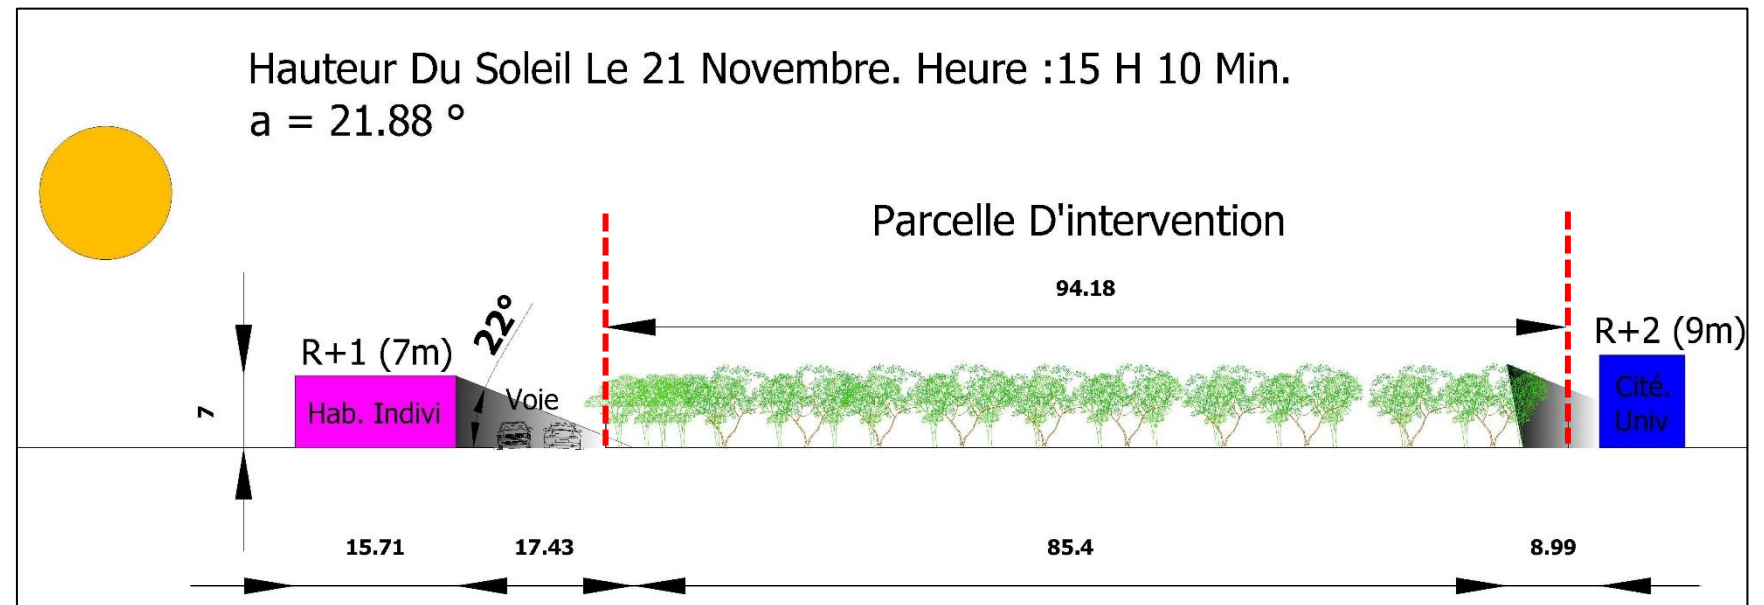 Hauteur Du Soleil Le 21 Novembre. Heure :15 H 10 Min.
a = 21.88 °
Parcelle D'intervention
94.18
22°
R+1 (7m)
R+2 (9m)
7
Hab. Indivi
Voie
Cité.
Univ
15.71
17.43
85.4
8.99